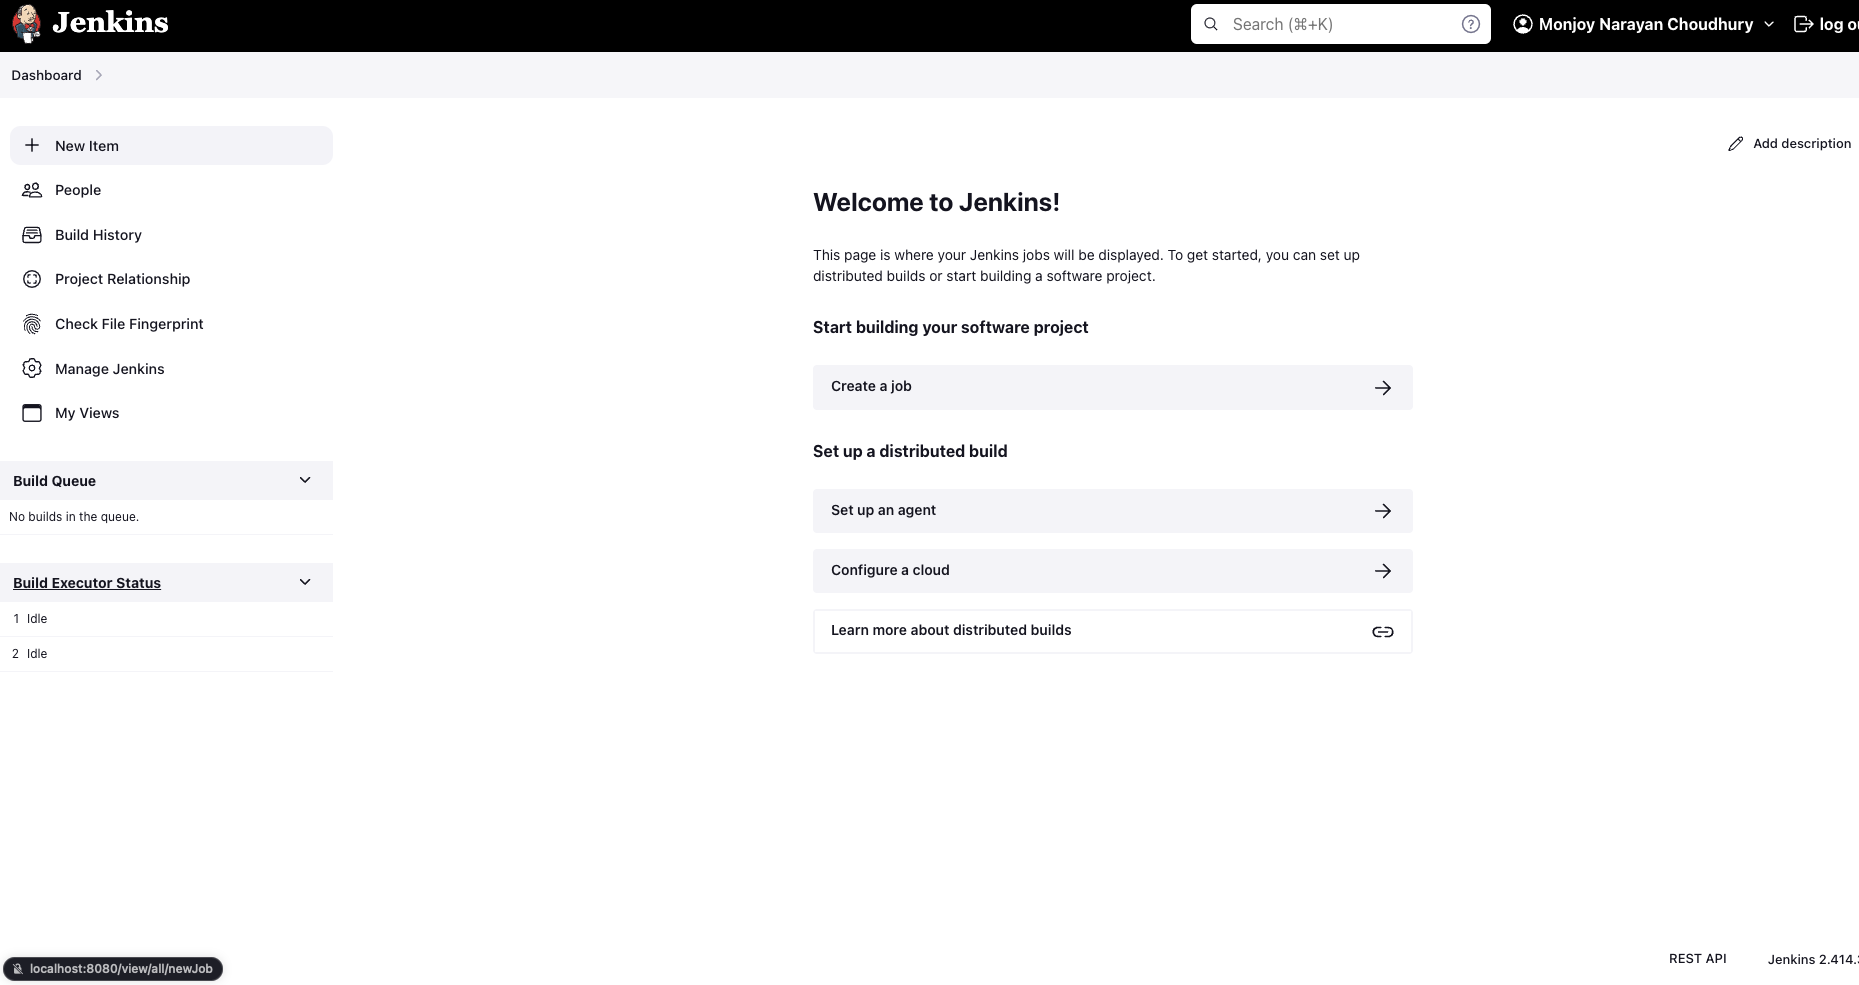 Jenkins
Search (⌘+K)
Monjoy Narayan Choudhury
log
Dashboard
New Item
People
Build History
Project Relationship
Check File Fingerprint
Manage Jenkins
My Views
Build Queue
No builds in the queue.
Build Executor Status
1 Idle
2 Idle
Add description
Welcome to Jenkins!
This page is where your Jenkins jobs will be displayed. To get started, you can set up
distributed builds or start building a software project.
Start building your software project
Create a job
Set up a distributed build
Set up an agent
Configure a cloud
Learn more about distributed builds
localhost:8080/view/all/newJob
REST API
Jenkins 2.414.